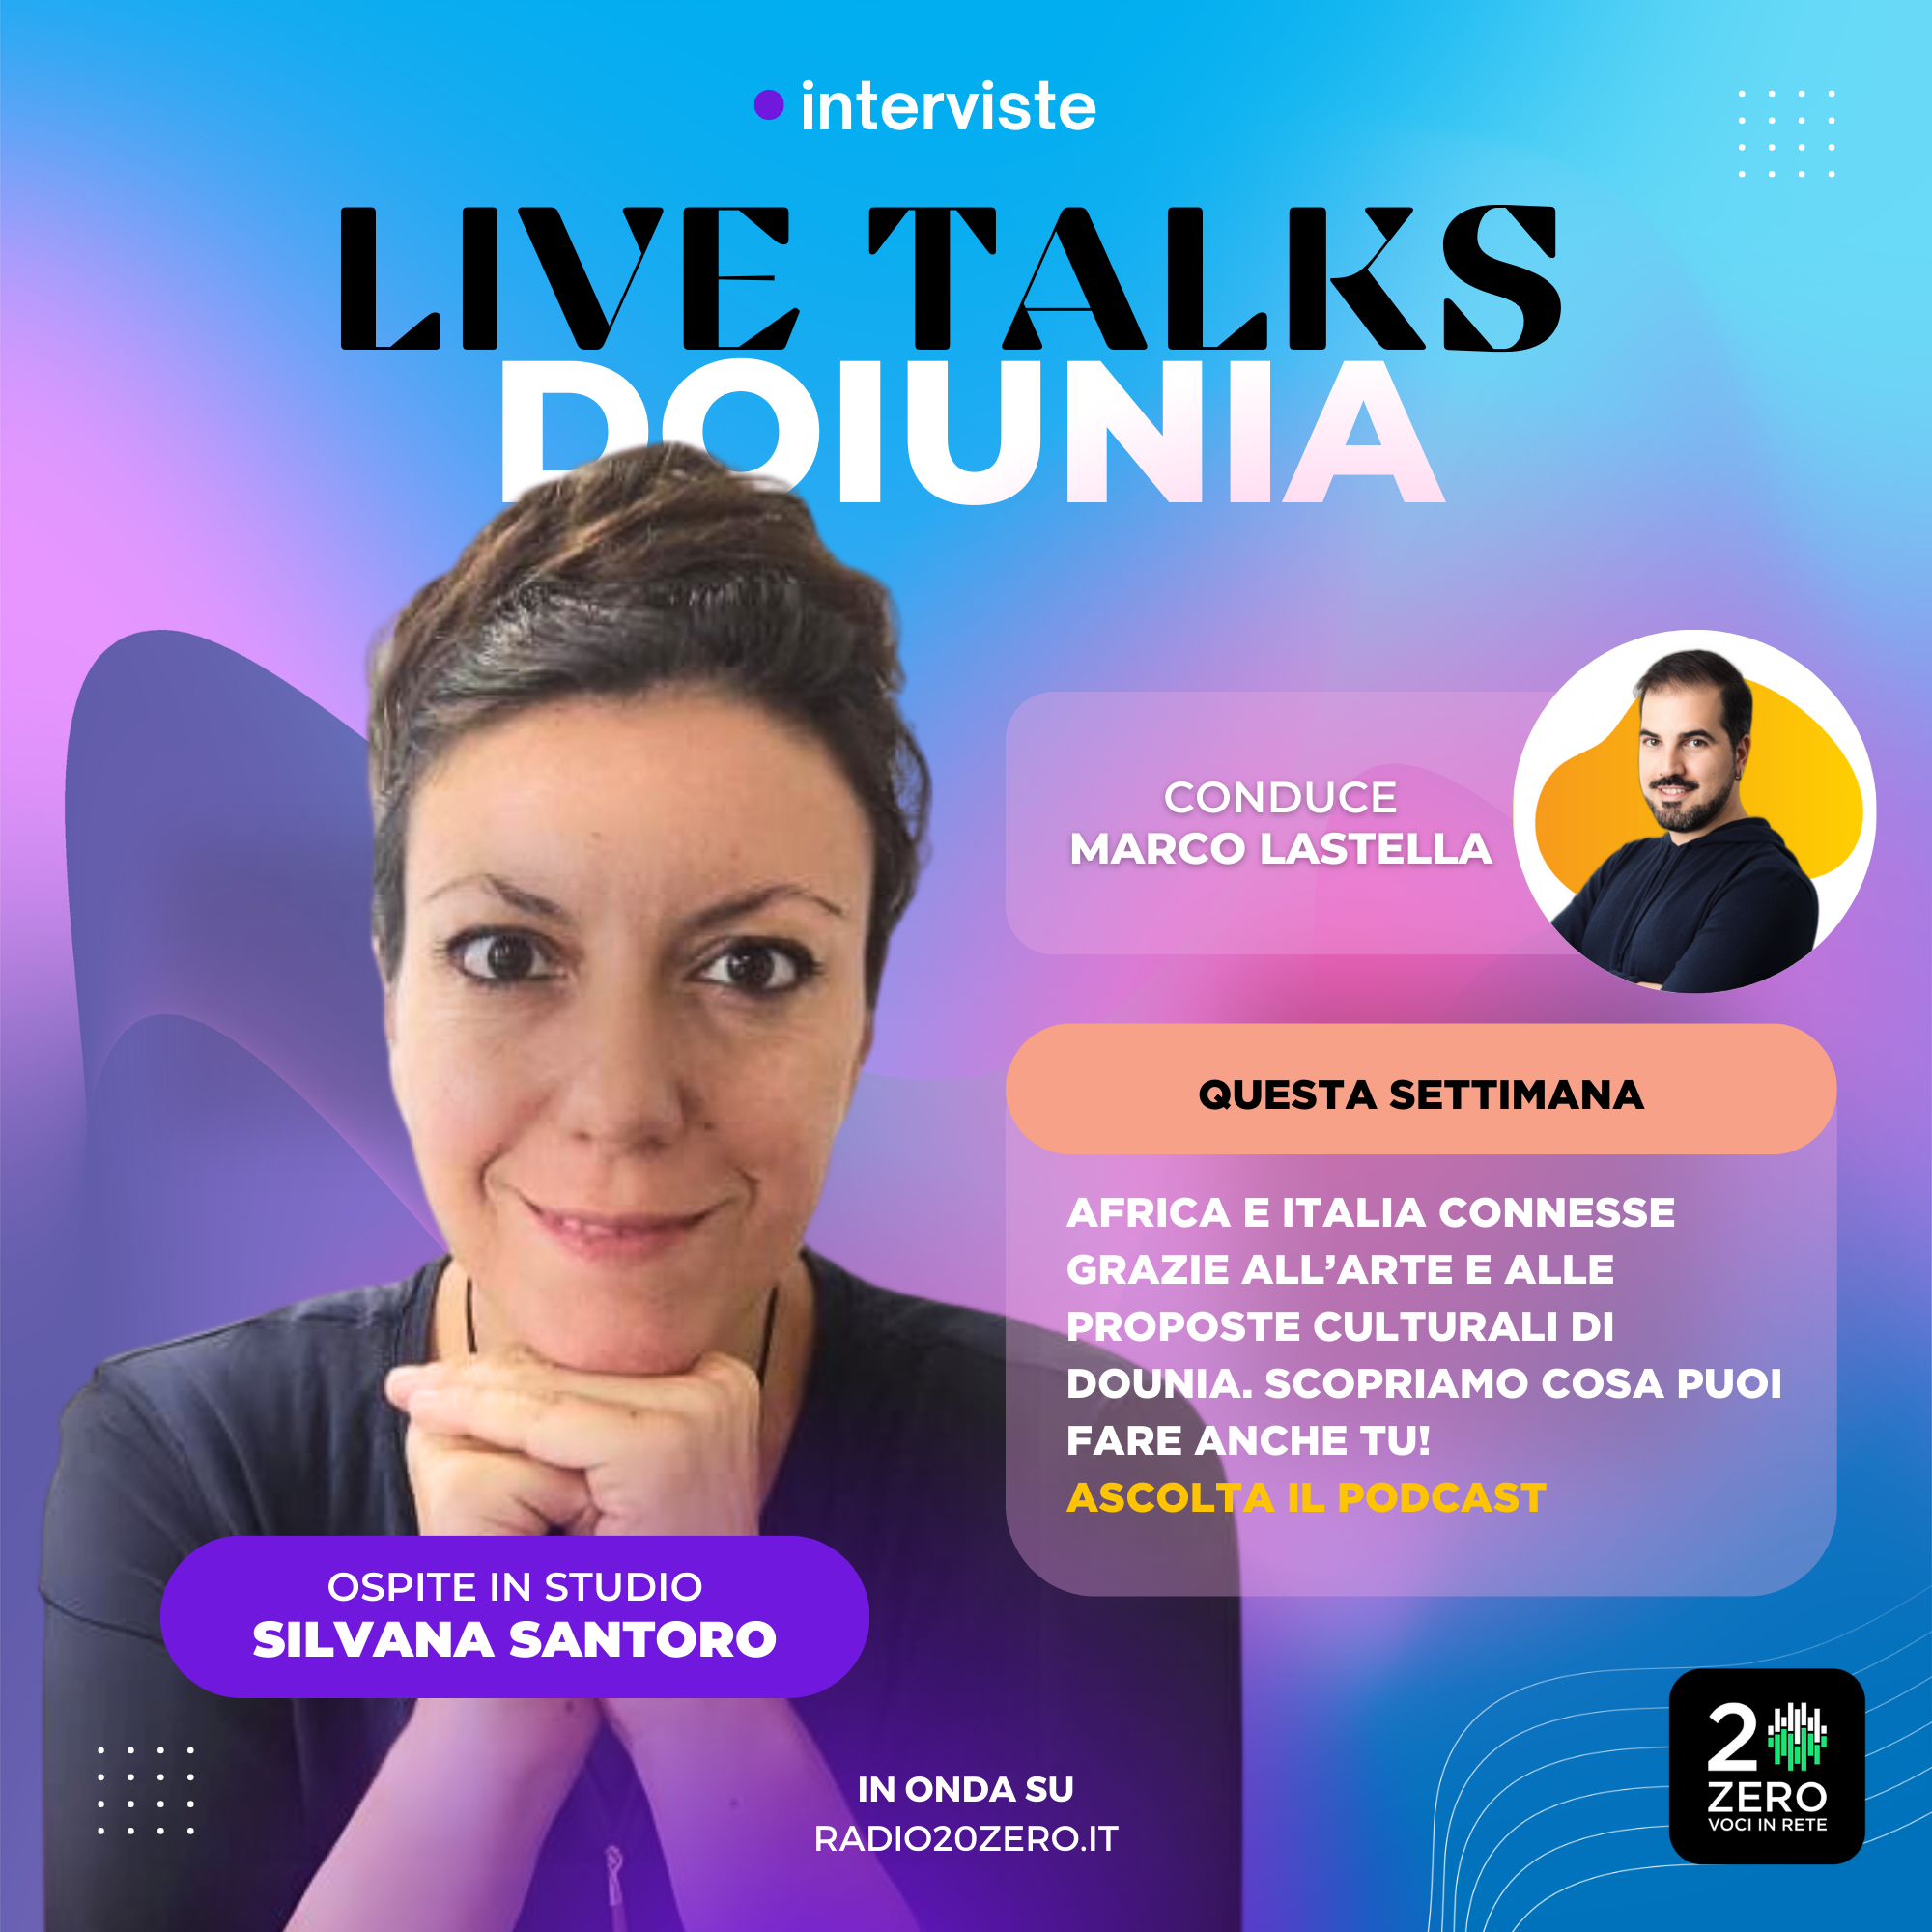 interviste
LIVE TALKS
DOIUNIA
CONDUCE
MARCO LASTELLA
QUESTA SETTIMANA
AFRICA E ITALIA CONNESSE
GRAZIE ALL’ARTE E ALLE
PROPOSTE CULTURALI DI
DOUNIA. SCOPRIAMO COSA PUOI
FARE ANCHE TU!
ASCOLTA IL PODCAST
OSPITE IN STUDIO
SILVANA SANTORO
IN ONDA SU
RADIO20ZERO.IT
20
ZERO
VOCI IN RETE